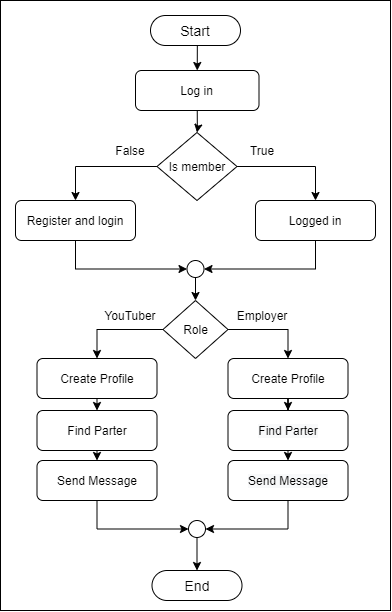 Start
Log in
False
True
Is member
Register and login
Logged in
YouTuber
Employer
Role
Create Profile
Create Profile
Find Parter
Find Parter
Send Message
Send Message
End